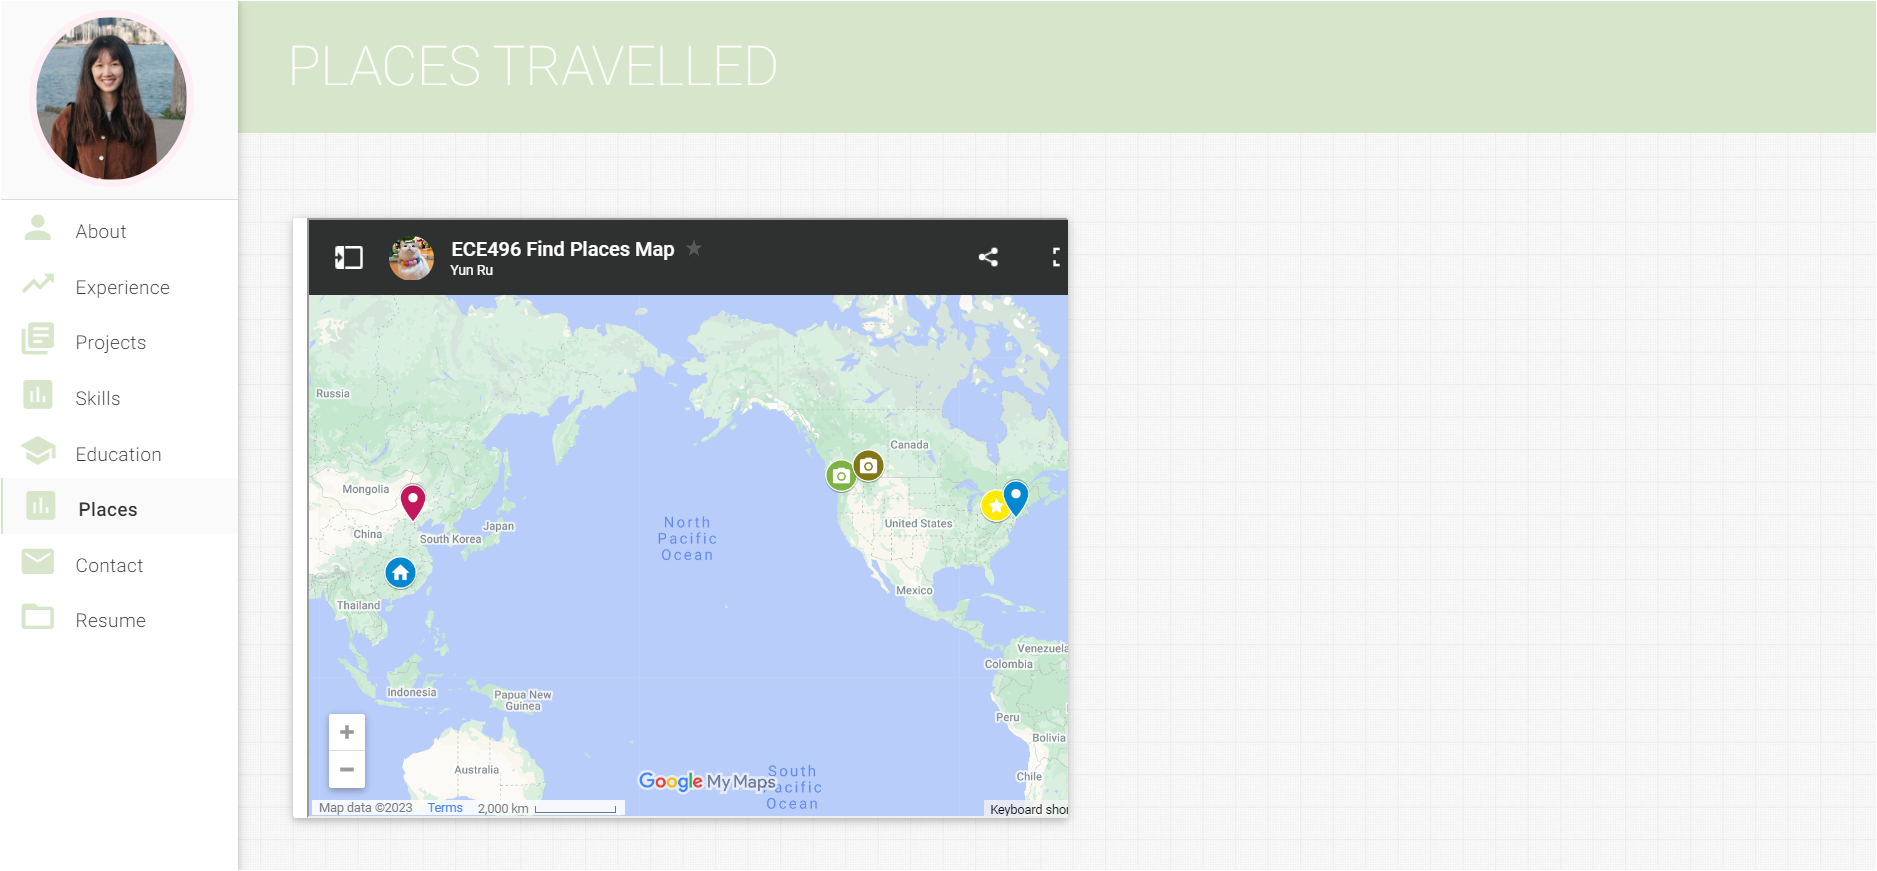 PLACES TRAVELLED
About
Experience
Projects
Skills
Education
Places
Contact
Resume
ECE496 Find Places Map
Yun Ru
Russia
Canada
Mongolia
China
Japan
South Korea
North
Pacific
Ocean
United States
Mexico
Thailand
Venezuela
Colombia
Indonesia
Papua New
Guinea
Peru
Bolivia
Australia
Chile
South
Pacific
Ocean
Google My Maps
Map data ©2023 Terms 2,000 km
Keyboard shor